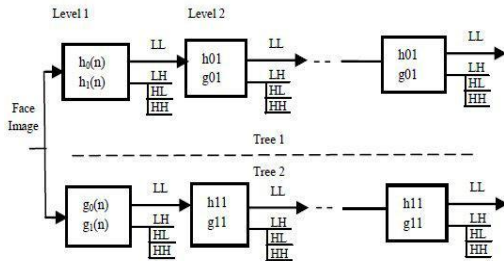 Level 1 Level 2
LL LL LL
h0(n) h01 h01
h1(n) g01 g01
LH LH LH
HL HL HL
HH HH HH
Face
Image
Tree 1
Tree 2
LL LL LL
g0(n) h11 h11
g1(n) g11 g11
LH LH LH
HL HL HL
HH HH HH